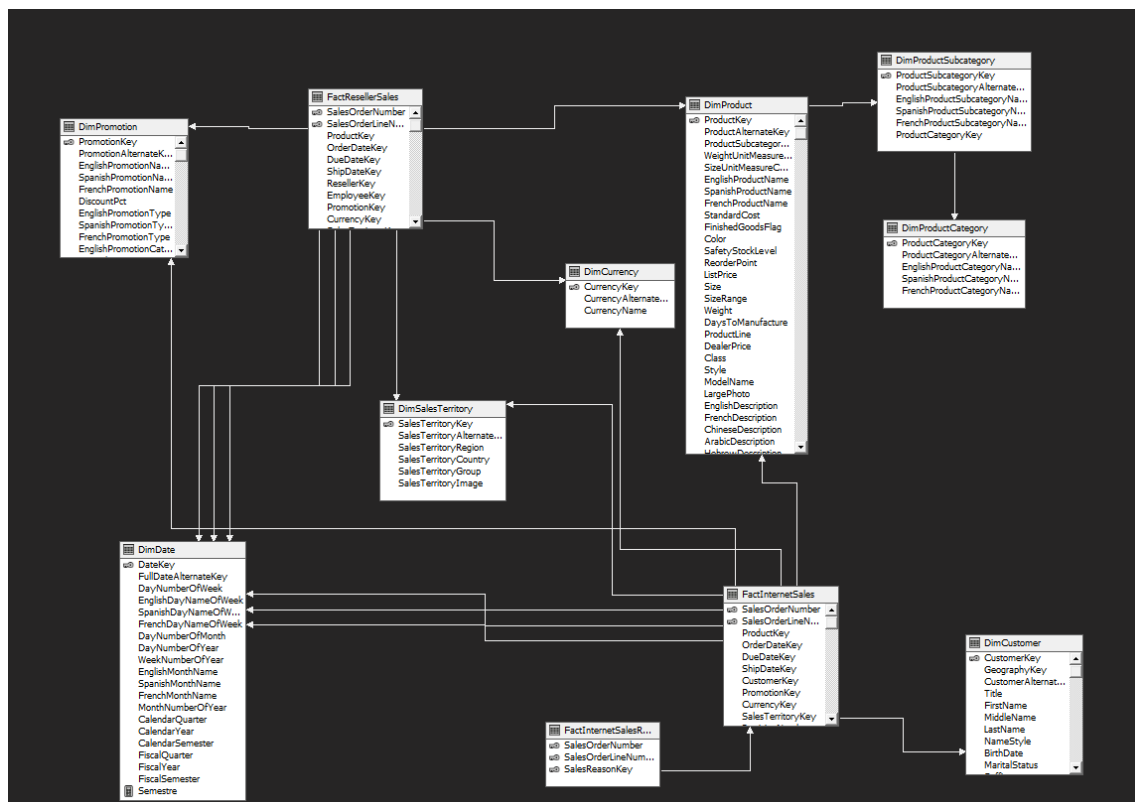 DimProductSubcategory
ProductSubcategoryKey
ProductSubcategoryAlternate...
EnglishProductSubcategoryNa...
SpanishProductSubcategoryN...
FrenchProductSubcategoryNa...
ProductCategoryKey
FactResellerSales
SalesOrderNumber
SalesOrderLineN...
ProductKey
OrderDateKey
DueDateKey
ShipDateKey
ResellerKey
EmployeeKey
PromotionKey
CurrencyKey
DimProduct
ProductKey
ProductAlternateKey
ProductSubcategor...
WeightUnitMeasure...
SizeUnitMeasureC...
EnglishProductName
SpanishProductName
FrenchProductName
StandardCost
FinishedGoodsFlag
Color
SafetyStockLevel
ReorderPoint
ListPrice
Size
SizeRange
Weight
DaysToManufacture
ProductLine
DealerPrice
Class
Style
ModelName
LargePhoto
EnglishDescription
FrenchDescription
ChineseDescription
ArabicDescription
HebrewDescription
DimPromotion
PromotionKey
PromotionAlternateK...
EnglishPromotionNa...
SpanishPromotionNa...
FrenchPromotionName
DiscountPct
EnglishPromotionType
SpanishPromotionTy...
FrenchPromotionType
EnglishPromotionCat...
DimProductCategory
ProductCategoryKey
ProductCategoryAlternate...
EnglishProductCategoryNa...
SpanishProductCategoryN...
FrenchProductCategoryNa...
DimCurrency
CurrencyKey
CurrencyAlternate...
CurrencyName
DimSalesTerritory
SalesTerritoryKey
SalesTerritoryAlternate...
SalesTerritoryRegion
SalesTerritoryCountry
SalesTerritoryGroup
SalesTerritoryImage
DimDate
DateKey
FullDateAlternateKey
DayNumberOfWeek
EnglishDayNameOfWeek
SpanishDayNameOfW...
FrenchDayNameOfWeek
DayNumberOfMonth
DayNumberOfYear
WeekNumberOfYear
EnglishMonthName
SpanishMonthName
FrenchMonthName
MonthNumberOfYear
CalendarQuarter
CalendarYear
CalendarSemester
FiscalQuarter
FiscalYear
FiscalSemester
Semestre
FactInternetSales
SalesOrderNumber
SalesOrderLineN...
ProductKey
OrderDateKey
DueDateKey
ShipDateKey
CustomerKey
PromotionKey
CurrencyKey
SalesTerritoryKey
DimCustomer
CustomerKey
GeographyKey
CustomerAlternat...
Title
FirstName
MiddleName
LastName
NameStyle
BirthDate
MaritalStatus
FactInternetSalesR...
SalesOrderNumber
SalesOrderLineNum...
SalesReasonKey